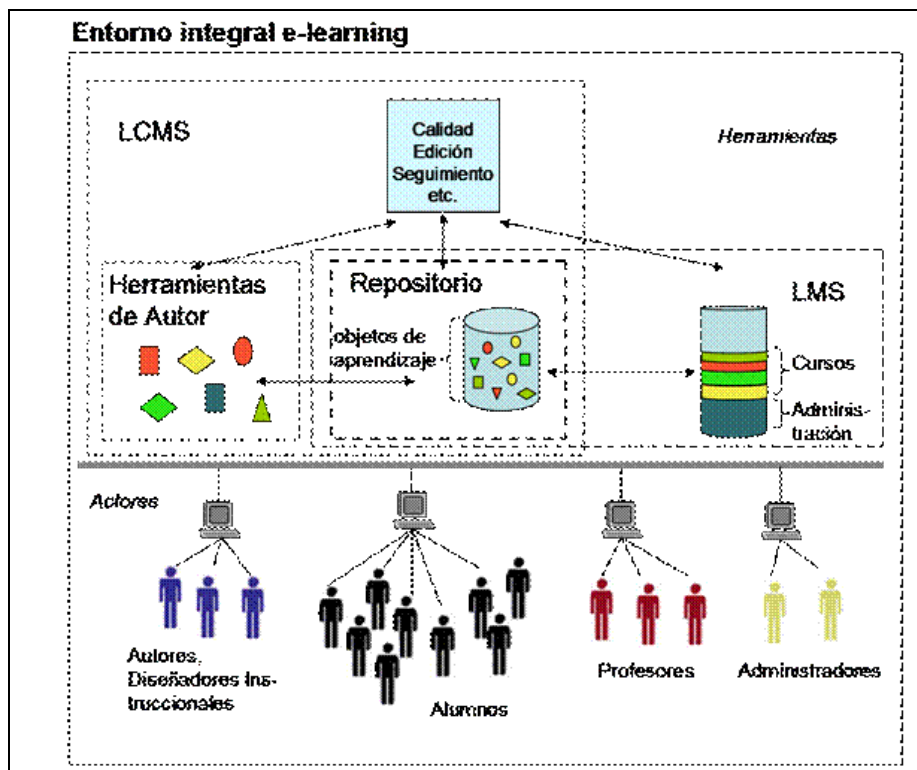 Entorno integral e-learning
LCMS
Calidad
Edición
Seguimiento
etc.
Herramientas
Herramientas
de Autor
Repositorio
objetos de
aprendizaje
LMS
Cursos
Adminis-
tración
Actores
Autores,
Diseñadores Ins-
truccionales
Alumnos
Profesores
Administradores